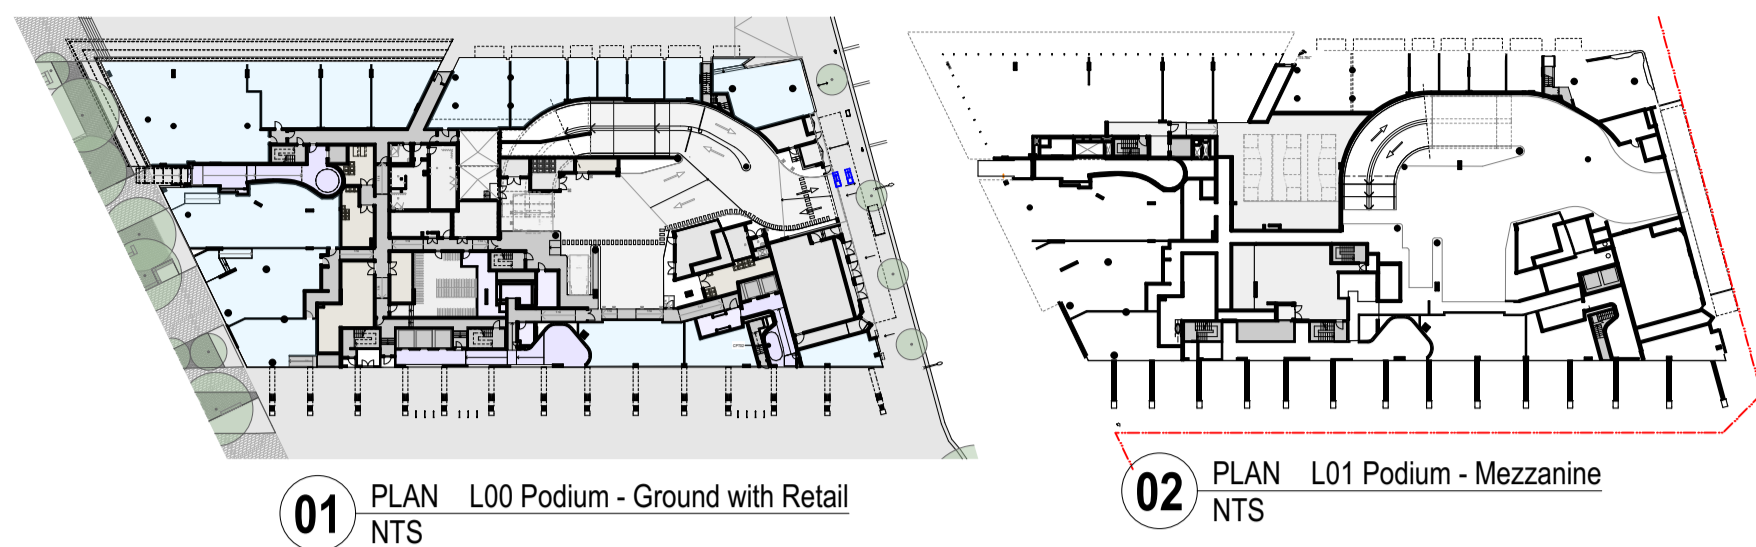 01
PLAN L00 Podium - Ground with Retail
NTS
02
PLAN L01 Podium - Mezzanine
NTS